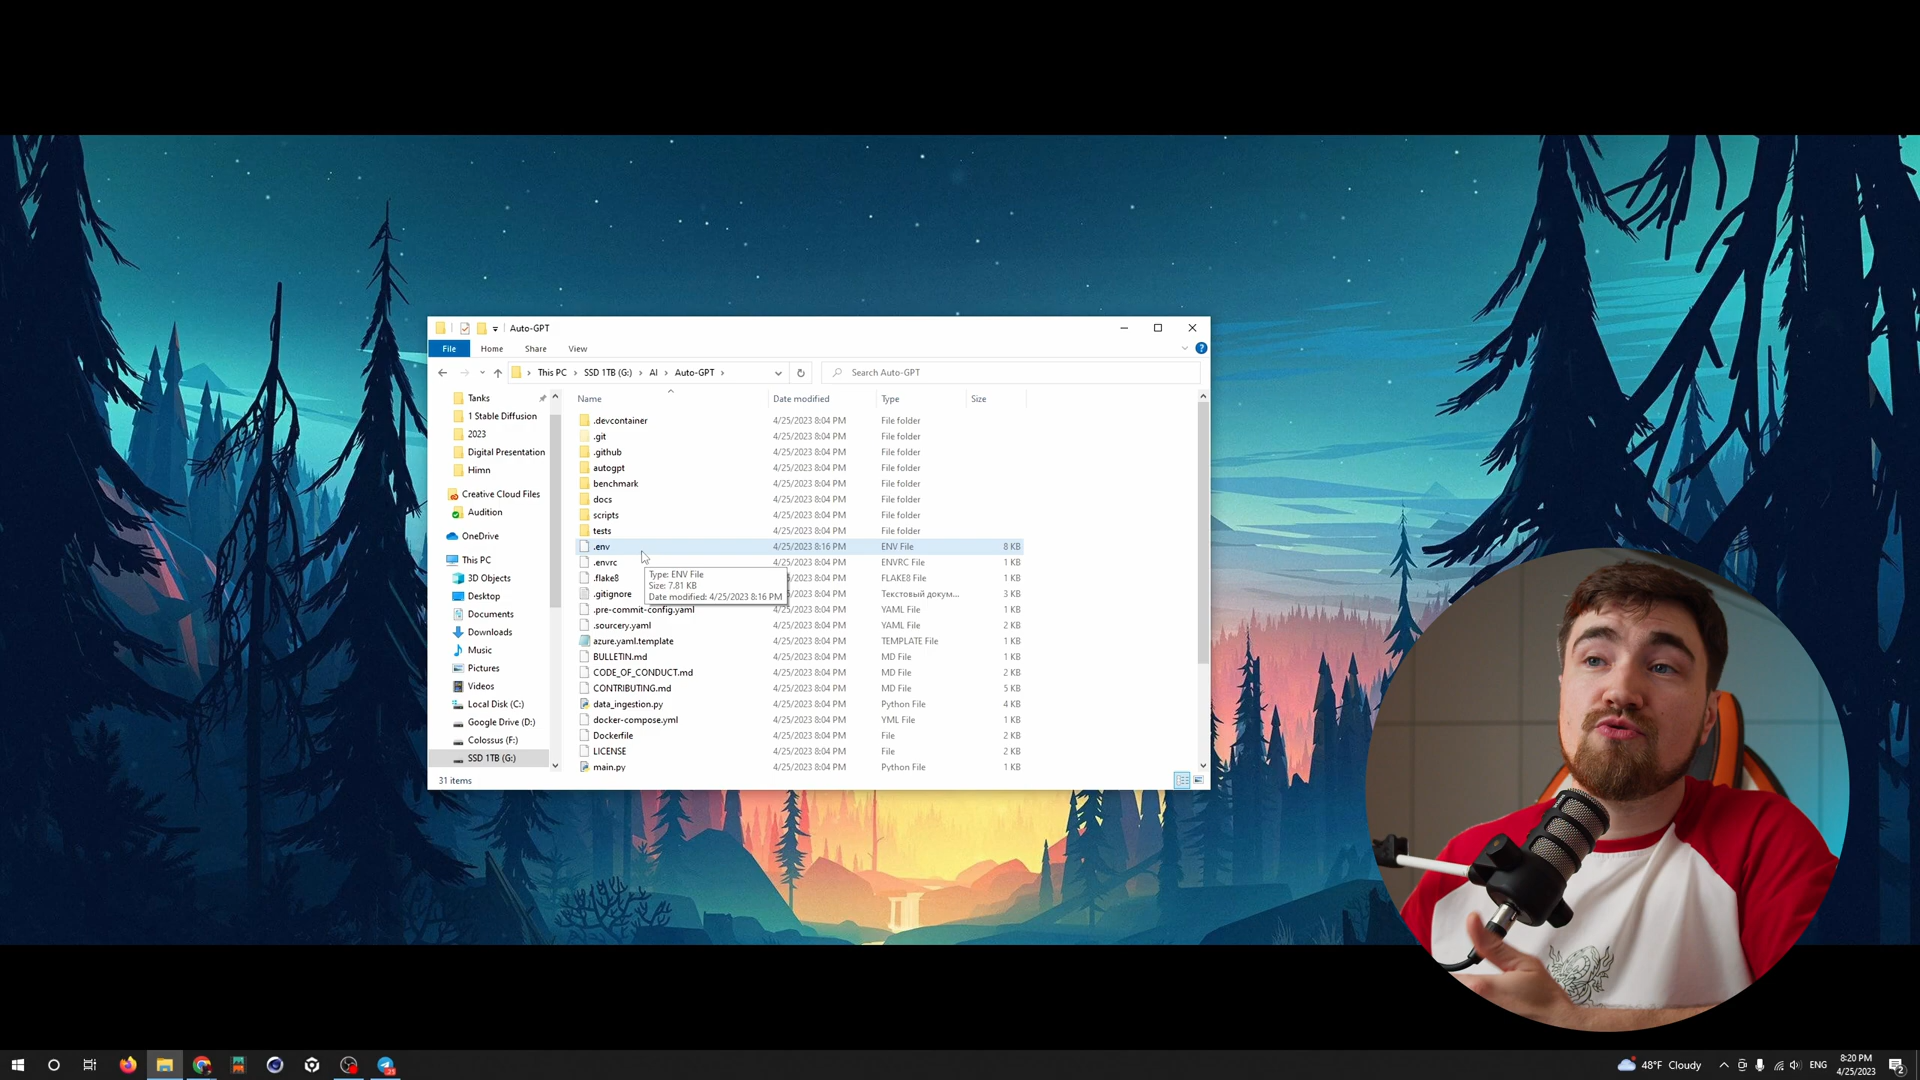 Auto-GPT
File Home Share View
This PC SSD 1TB (G:) AI Auto-GPT
Search Auto-GPT
Tanks
1 Stable Diffusion
2023
Digital Presentation
Himn
Creative Cloud Files
Audition
OneDrive
This PC
3D Objects
Desktop
Documents
Downloads
Music
Pictures
Videos
Local Disk (C:)
Google Drive (D:)
Colossus (F:)
SSD 1TB (G:)
Name Date modified Type Size
.devcontainer 4/25/2023 8:04 PM File folder
.git 4/25/2023 8:04 PM File folder
.github 4/25/2023 8:04 PM File folder
autogpt 4/25/2023 8:04 PM File folder
benchmark 4/25/2023 8:04 PM File folder
docs 4/25/2023 8:04 PM File folder
scripts 4/25/2023 8:04 PM File folder
tests 4/25/2023 8:04 PM File folder
.env 4/25/2023 8:16 PM ENV File 8 KB
.envrc 4/25/2023 8:04 PM ENVRC File 1 KB
.flake8 8:04 PM FLAKE8 File 1 KB
.gitignore 8:04 PM Текстовый докум... 3 KB
.pre-commit-config.yaml 4/25/2023 8:04 PM YAML File 1 KB
.sourcery.yaml 4/25/2023 8:04 PM YAML File 2 KB
azure.yaml.template 4/25/2023 8:04 PM TEMPLATE File 1 KB
BULLETIN.md 4/25/2023 8:04 PM MD File 1 KB
CODE_OF_CONDUCT.md 4/25/2023 8:04 PM MD File 2 KB
CONTRIBUTING.md 4/25/2023 8:04 PM MD File 5 KB
data_ingestion.py 4/25/2023 8:04 PM Python File 4 KB
docker-compose.yml 4/25/2023 8:04 PM YML File 1 KB
Dockerfile 4/25/2023 8:04 PM File 2 KB
LICENSE 4/25/2023 8:04 PM File 2 KB
main.py 4/25/2023 8:04 PM Python File 1 KB
Type: ENV File
Size: 7.81 KB
Date modified: 4/25/2023 8:16 PM
31 items
48°F Cloudy
ENG
8:20 PM
4/25/2023